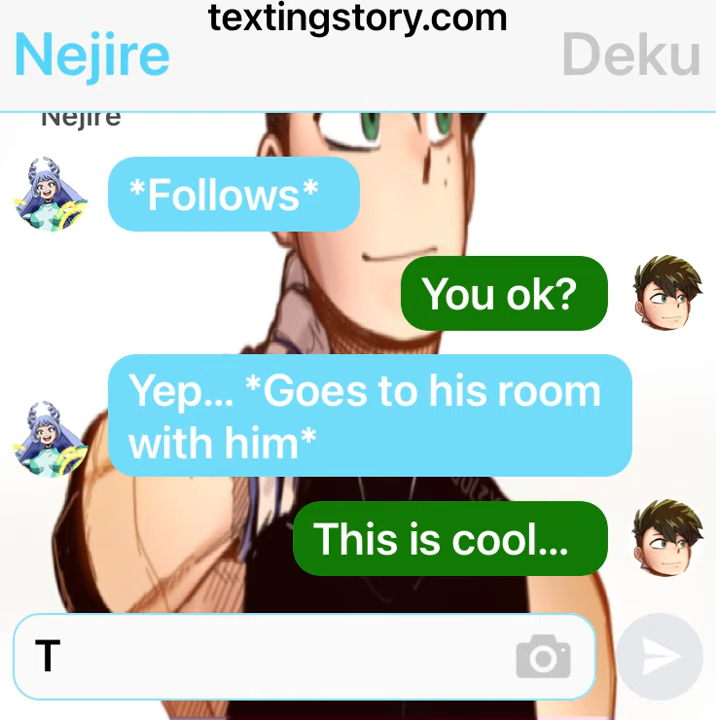 textingstory.com
Nejire
Deku
Nejire
*Follows*
You ok?
Yep... *Goes to his room
with him*
This is cool...
T